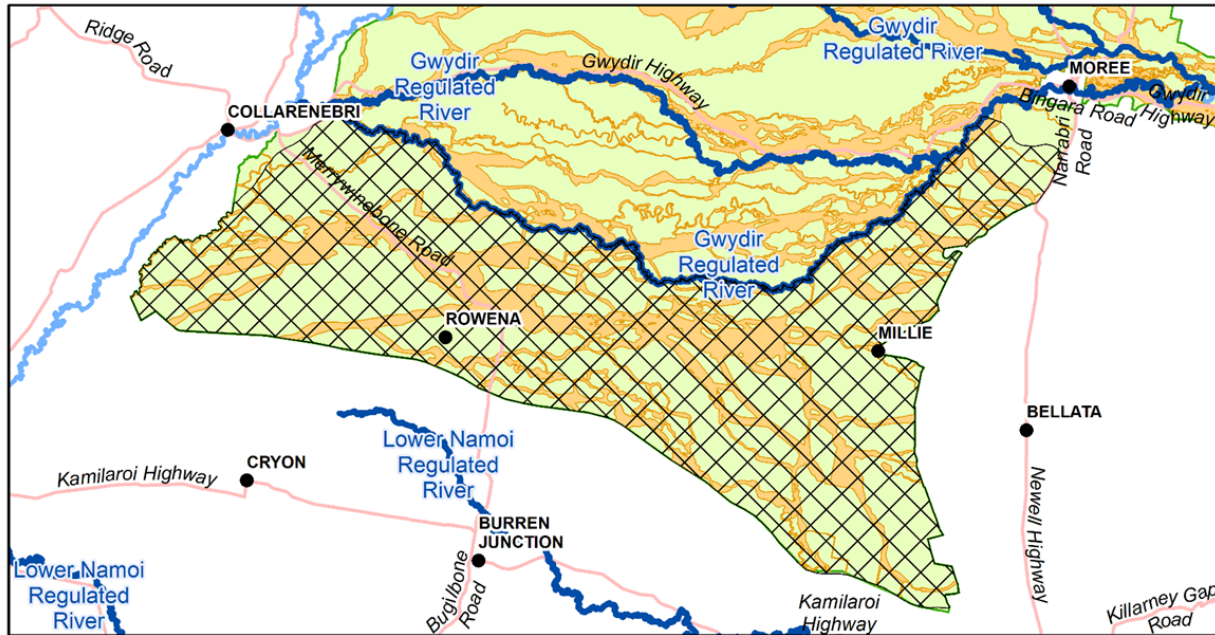 Ridge Road
COLLARENEBRI
Gwydir
Regulated
River
Gwydir Highway
Gwydir
Regulated River
MOREE
Gwydir
Highway
Bingara Road
Narrabri
Road
Merrywinebone Road
Gwydir
Regulated
River
ROWENA
MILLIE
BELLATA
Lower Namoi
Regulated
River
CRYON
Kamilaroi Highway
BURREN
JUNCTION
Newell Highway
Lower Namoi
Regulated
River
Bugilbone
Road
Kamilaroi
Highway
Killarney Gap
Road